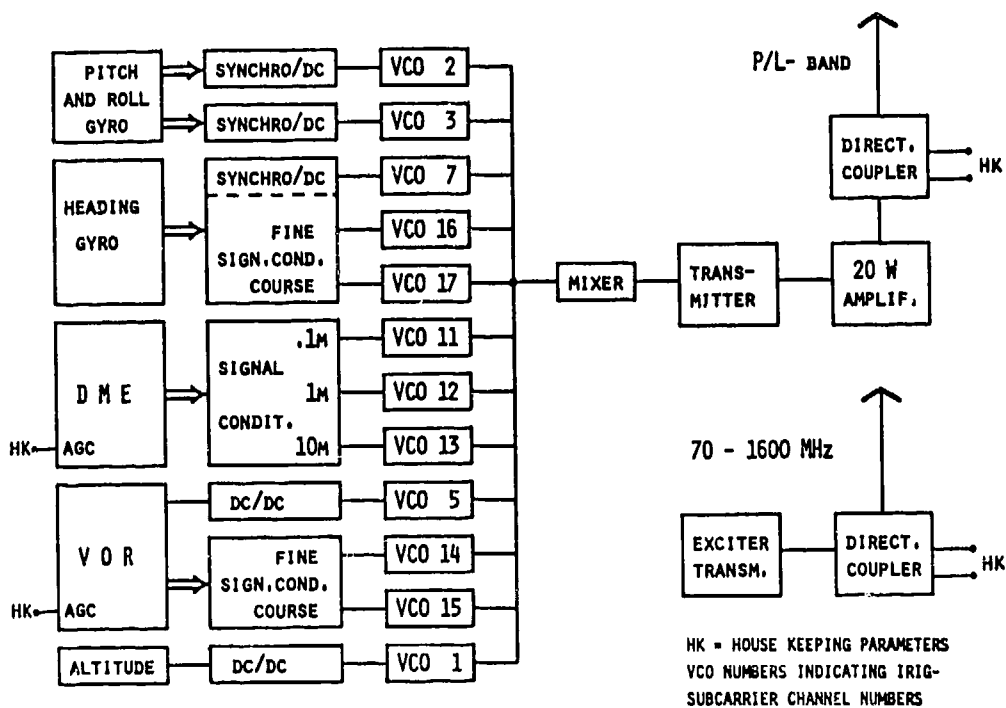 PITCH
AND ROLL
GYRO
SYNCHRO/DC
VCO 2
SYNCHRO/DC
VCO 3
HEADING
GYRO
SYNCHRO/DC
FINE
SIGN.COND.
COURSE
VCO 7
VCO 16
VCO 17
DME
HK
AGC
SIGNAL
CONDIT.
.1M
1M
10M
VCO 11
VCO 12
VCO 13
VOR
HK
AGC
DC/DC
VCO 5
FINE
SIGN.COND.
COURSE
VCO 14
VCO 15
ALTITUDE
DC/DC
VCO 1
MIXER
TRANS-
MITTER
20 W
AMPLIF.
DIRECT.
COUPLER
HK
P/L- BAND
70 - 1600 MHz
EXCITER
TRANSM.
DIRECT.
COUPLER
HK
HK = HOUSE KEEPING PARAMETERS
VCO NUMBERS INDICATING IRIG-
SUBCARRIER CHANNEL NUMBERS